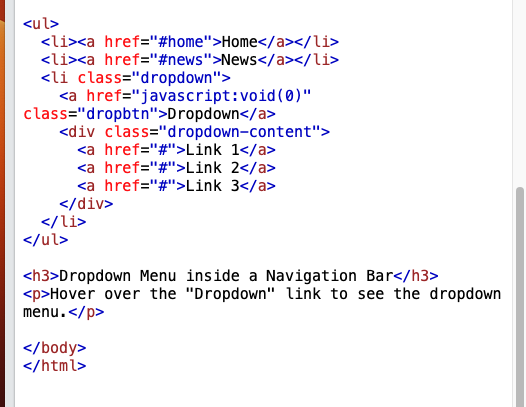 <ul>
  <li><a href="#home">Home</a></li>
  <li><a href="#news">News</a></li>
  <li class="dropdown">
    <a href="javascript:void(0)"
class="dropbtn">Dropdown</a>
    <div class="dropdown-content">
      <a href="#">Link 1</a>
      <a href="#">Link 2</a>
      <a href="#">Link 3</a>
    </div>
  </li>
</ul>

<h3>Dropdown Menu inside a Navigation Bar</h3>
<p>Hover over the "Dropdown" link to see the dropdown
menu.</p>

</body>
</html>